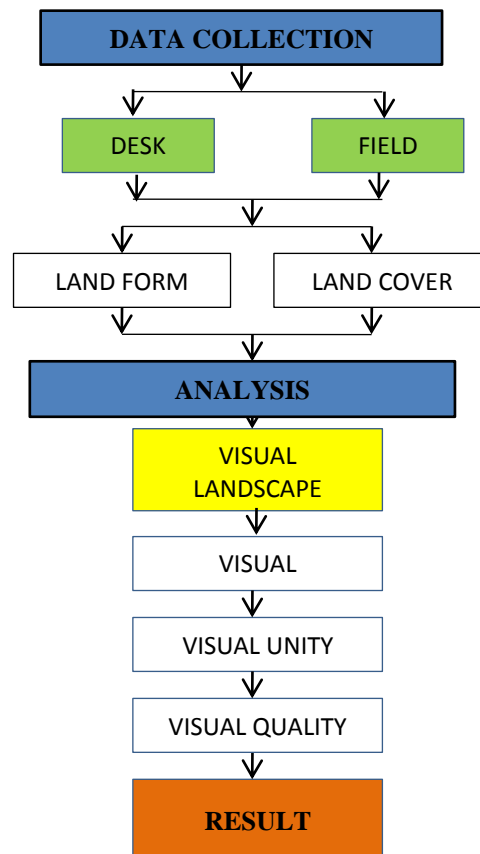 DATA COLLECTION
DESK
FIELD
LAND FORM
LAND COVER
ANALYSIS
VISUAL
LANDSCAPE
VISUAL
VISUAL UNITY
VISUAL QUALITY
RESULT